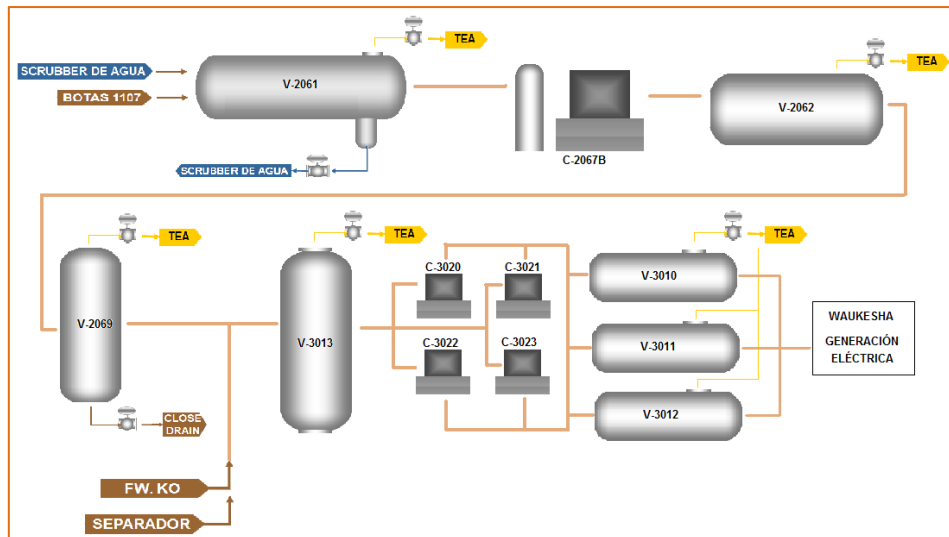 TEA
SCRUBBER DE AGUA
BOTAS 1107
V-2061
SCRUBBER DE AGUA
C-2067B
TEA
V-2062
TEA
V-2069
CLOSE
DRAIN
FW. KO
SEPARADOR
TEA
V-3013
C-3020
C-3021
C-3022
C-3023
TEA
V-3010
V-3011
V-3012
WAUKESHA
GENERACIÓN
ELÉCTRICA